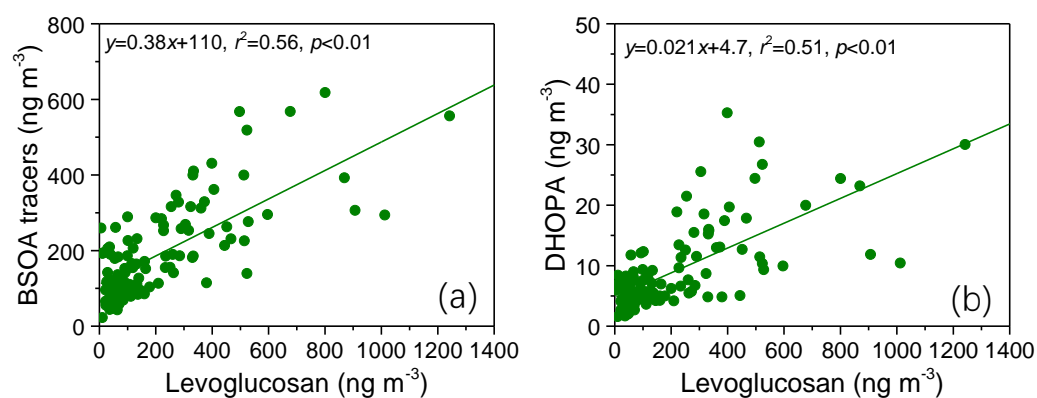 y=0.38x+110, r²=0.56, p<0.01
800
600
400
200
0
BSOA tracers (ng m⁻³)
0 200 400 600 800 1000 1200 1400
Levoglucosan (ng m⁻³)
(a)
y=0.021x+4.7, r²=0.51, p<0.01
50
40
30
20
10
0
DHOPA (ng m⁻³)
0 200 400 600 800 1000 1200 1400
Levoglucosan (ng m⁻³)
(b)